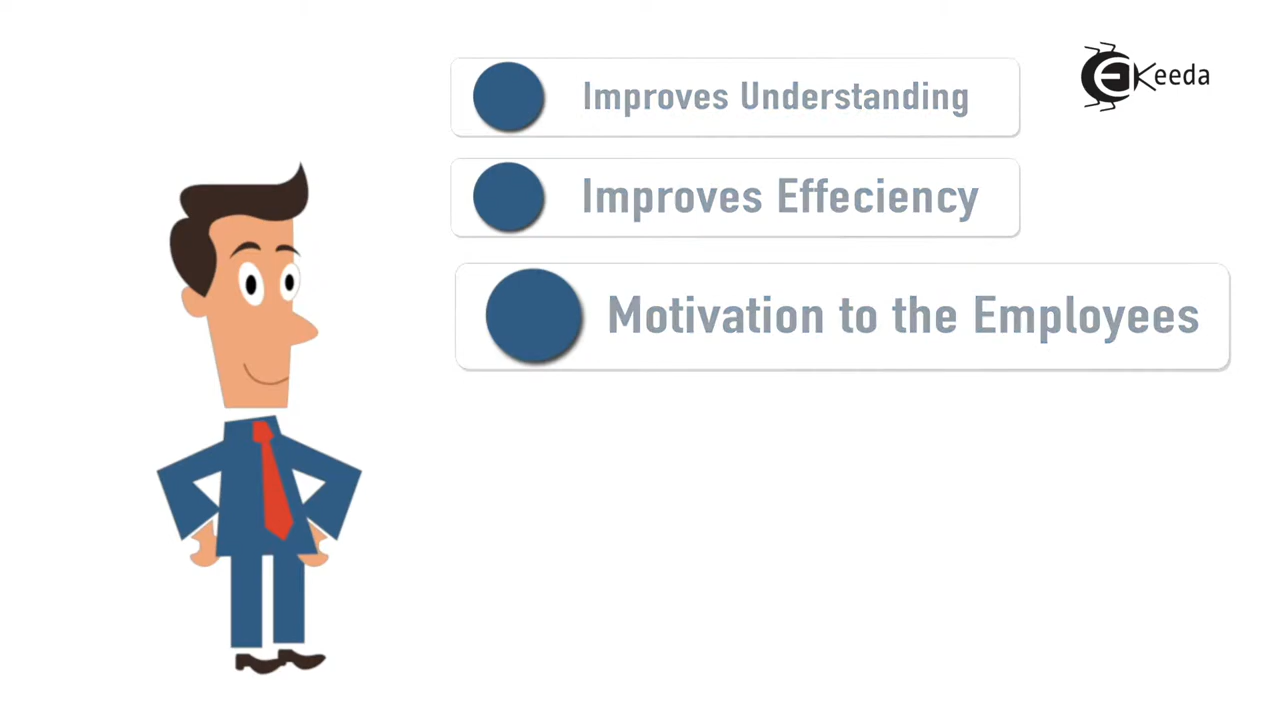 Improves Understanding
EKeeda
Improves Effeciency
Motivation to the Employees